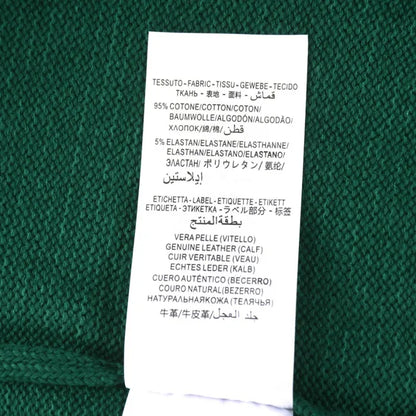 TESSUTO-FABRIC-TISSU-GEWEBE-TECIDO
ТКАНЬ - 表地 - 面料 - قماش
95% COTONE/COTTON/COTON/
BAUMWOLLE/ALGODÓN/ALGODÃO/
ХЛОПОК/綿/棉/ قطن
5% ELASTAN/ELASTANE/ELASTHANNE/
ELASTHAN/ELASTANO/ELASTANO/
ЭЛАСТАН/ ポリウレタン/ 氨纶/
إيلاستين
ETICHETTA-LABEL-ETIQUETTE-ETIKETT
ETIQUETA-ЭТИКЕТКА-ラベル部分-标签
بطاقة المنتج
VERA PELLE (VITELLO)
GENUINE LEATHER (CALF)
CUIR VERITABLE (VEAU)
ECHTES LEDER (KALB)
CUERO AUTÉNTICO (BECERRO)
COURO NATURAL(BEZERRO)
НАТУРАЛЬНАЯКОЖА (ТЕЛЯЧЬЯ)
牛革/牛皮革/ جلد العجل/